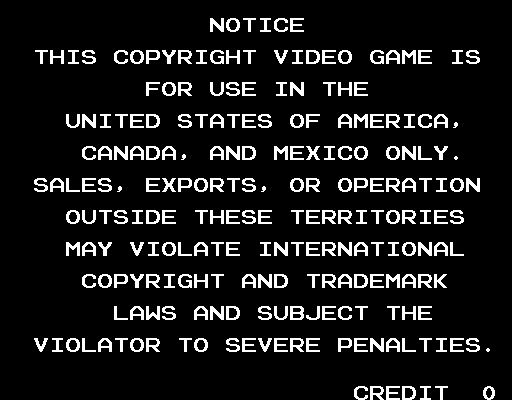 NOTICE
THIS COPYRIGHT VIDEO GAME IS
FOR USE IN THE
UNITED STATES OF AMERICA,
CANADA, AND MEXICO ONLY.
SALES, EXPORTS, OR OPERATION
OUTSIDE THESE TERRITORIES
MAY VIOLATE INTERNATIONAL
COPYRIGHT AND TRADEMARK
LAWS AND SUBJECT THE
VIOLATOR TO SEVERE PENALTIES.
CREDIT 0